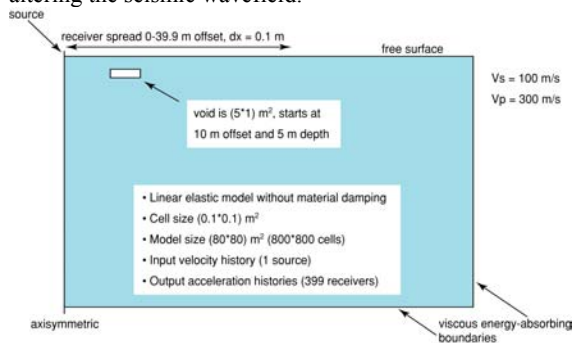 altering the seismic wavefield.
source
receiver spread 0-39.9 m offset, dx = 0.1 m
free surface
Vs = 100 m/s
Vp = 300 m/s
void is (5*1) m², starts at
10 m offset and 5 m depth
• Linear elastic model without material damping
• Cell size (0.1*0.1) m²
• Model size (80*80) m² (800*800 cells)
• Input velocity history (1 source)
• Output acceleration histories (399 receivers)
axisymmetric
viscous energy-absorbing
boundaries